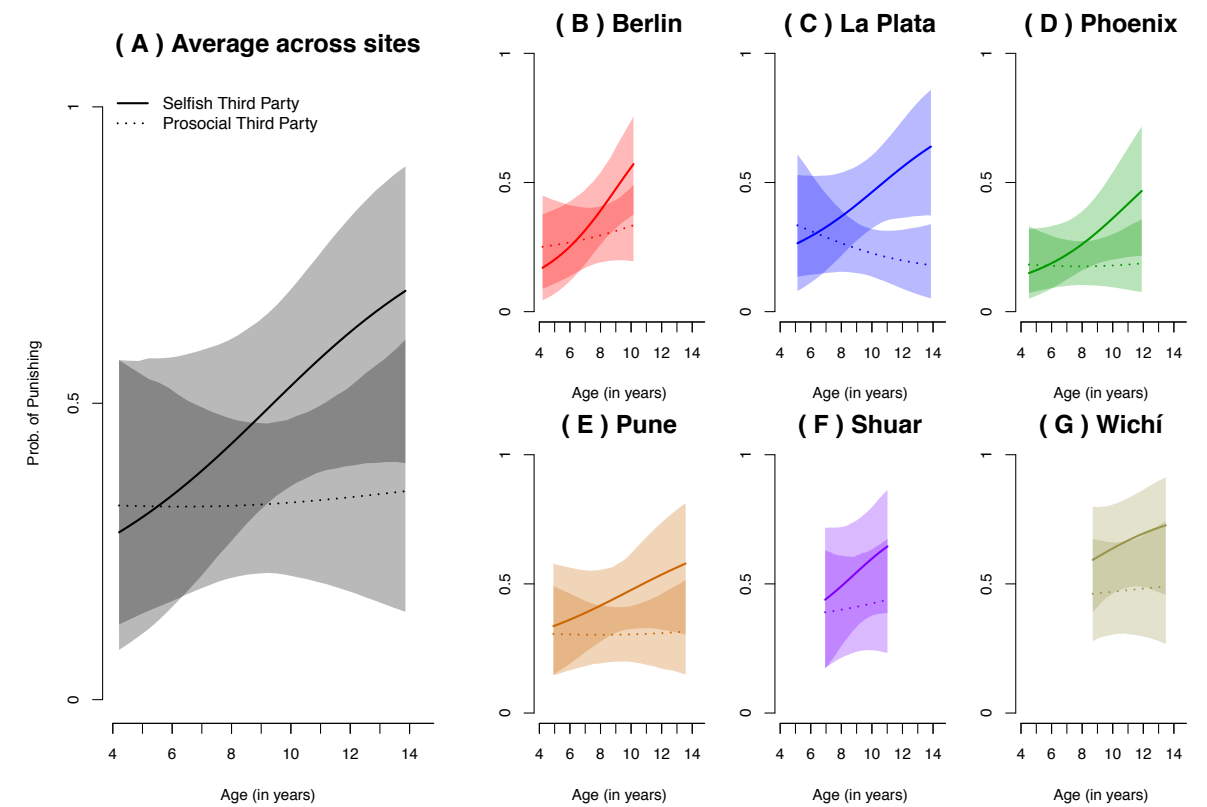 ( A ) Average across sites
Selfish Third Party
Prosocial Third Party
Prob. of Punishing
1
0.5
0
4 6 8 10 12 14
Age (in years)
( B ) Berlin
1
0.5
0
4 6 8 10 12 14
Age (in years)
( C ) La Plata
1
0.5
0
4 6 8 10 12 14
Age (in years)
( D ) Phoenix
1
0.5
0
4 6 8 10 12 14
Age (in years)
( E ) Pune
1
0.5
0
4 6 8 10 12 14
Age (in years)
( F ) Shuar
1
0.5
0
4 6 8 10 12 14
Age (in years)
( G ) Wichí
1
0.5
0
4 6 8 10 12 14
Age (in years)